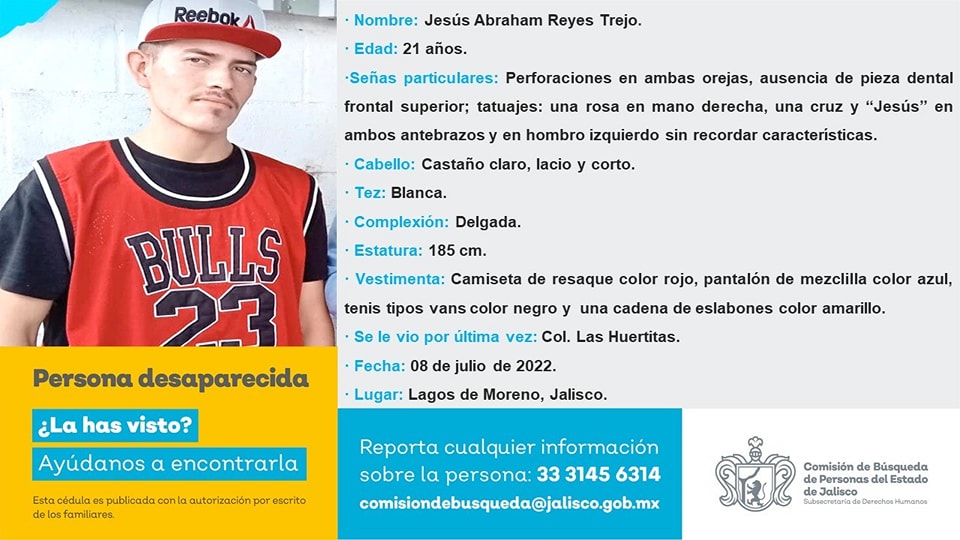 Reebok
BULLS
23
Persona desaparecida
¿La has visto?
Ayúdanos a encontrarla
Esta cédula es publicada con la autorización por escrito
de los familiares.
· Nombre: Jesús Abraham Reyes Trejo.
· Edad: 21 años.
·Señas particulares: Perforaciones en ambas orejas, ausencia de pieza dental
frontal superior; tatuajes: una rosa en mano derecha, una cruz y “Jesús” en
ambos antebrazos y en hombro izquierdo sin recordar características.
· Cabello: Castaño claro, lacio y corto.
· Tez: Blanca.
· Complexión: Delgada.
· Estatura: 185 cm.
· Vestimenta: Camiseta de resaque color rojo, pantalón de mezclilla color azul,
tenis tipos vans color negro y una cadena de eslabones color amarillo.
· Se le vio por última vez: Col. Las Huertitas.
· Fecha: 08 de julio de 2022.
· Lugar: Lagos de Moreno, Jalisco.
Reporta cualquier información
sobre la persona: 33 3145 6314
comisiondebusqueda@jalisco.gob.mx
Comisión de Búsqueda
de Personas del Estado
de Jalisco
Subsecretaría de Derechos Humanos